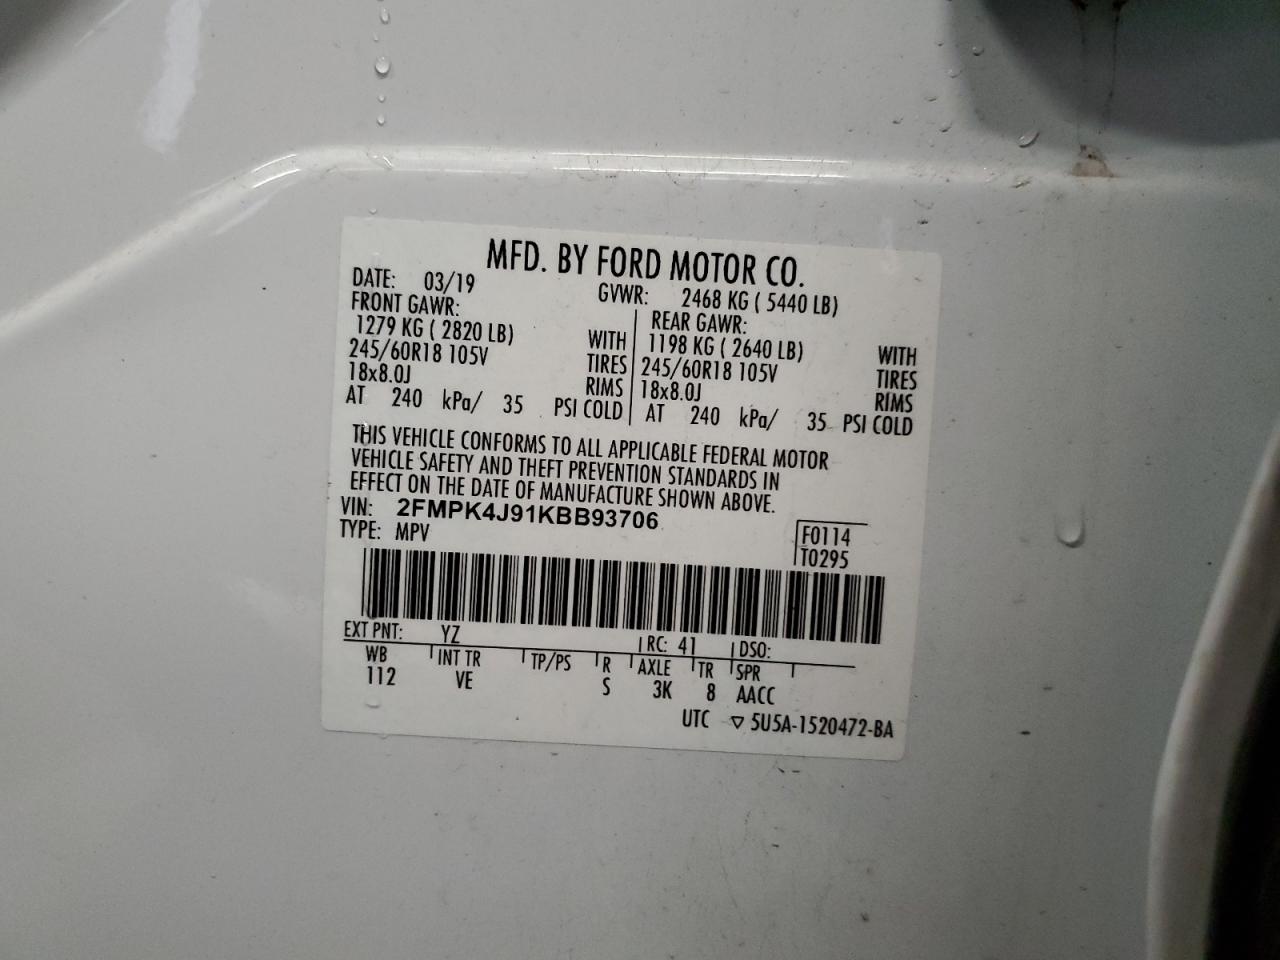 MFD. BY FORD MOTOR CO.
DATE: 03/19 GVWR: 2468 KG ( 5440 LB)
FRONT GAWR: REAR GAWR:
1279 KG ( 2820 LB) WITH 1198 KG ( 2640 LB) WITH
245/60R18 105V TIRES 245/60R18 105V TIRES
18x8.0J RIMS 18x8.0J RIMS
AT 240 kPa/ 35 PSI COLD AT 240 kPa/ 35 PSI COLD
THIS VEHICLE CONFORMS TO ALL APPLICABLE FEDERAL MOTOR
VEHICLE SAFETY AND THEFT PREVENTION STANDARDS IN
EFFECT ON THE DATE OF MANUFACTURE SHOWN ABOVE.
VIN: 2FMPK4J91KBB93706
TYPE: MPV
F0114
T0295
EXT PNT: YZ RC: 41 DSO:
WB INT TR TP/PS R AXLE TR SPR
112 VE S 3K 8 AACC
UTC ▽ 5U5A-1520472-BA